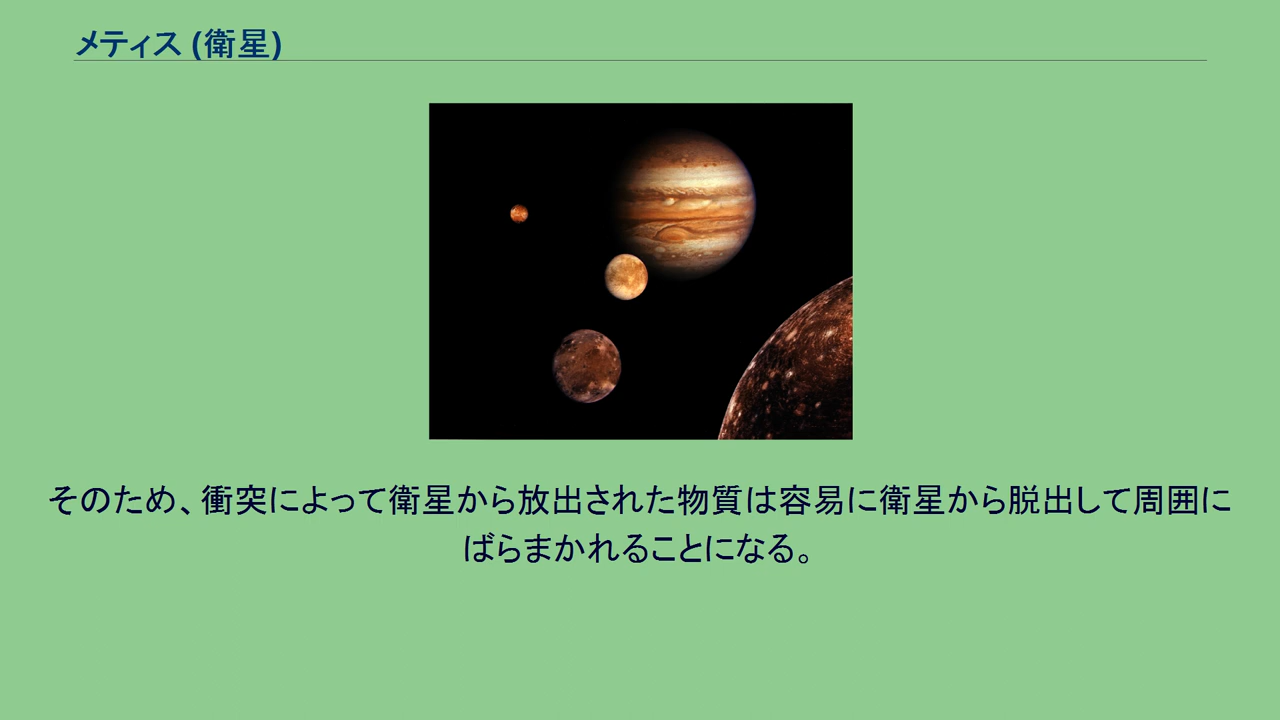 メティス (衛星)
そのため、衝突によって衛星から放出された物質は容易に衛星から脱出して周囲に
ばらまかれることになる。